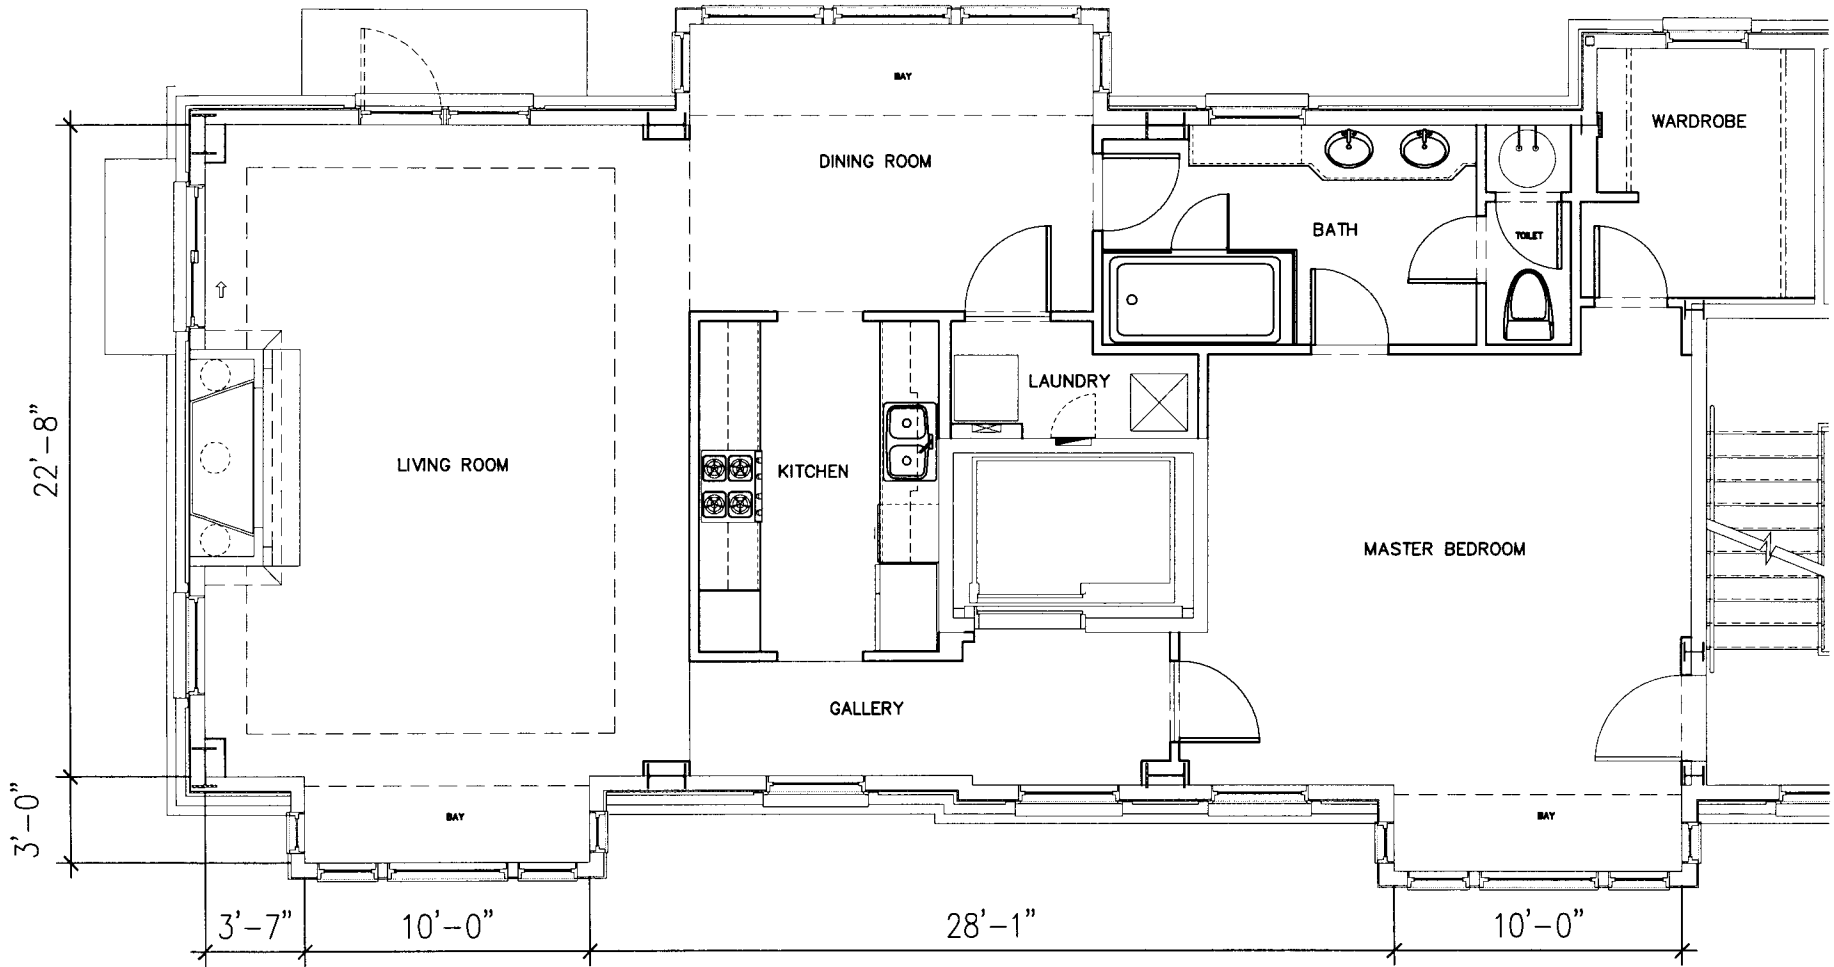 BAY
WARDROBE
DINING ROOM
BATH
TOILET
LAUNDRY
22'-8"
LIVING ROOM
KITCHEN
MASTER BEDROOM
GALLERY
3'-0"
BAY
BAY
3'-7"
10'-0"
28'-1"
10'-0"